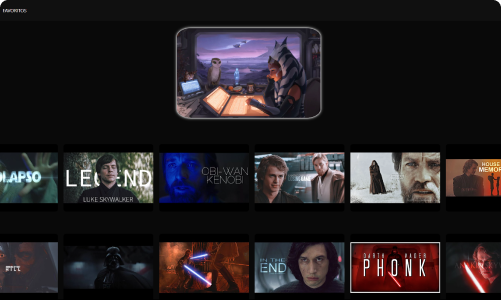 FAVORITOS
OLAPSO
LEGEND
LUKE SKYWALKER
OBI-WAN
KENOBI
HOUSE
MEMOR
IN THE
END
DARTH VADER
PHONK